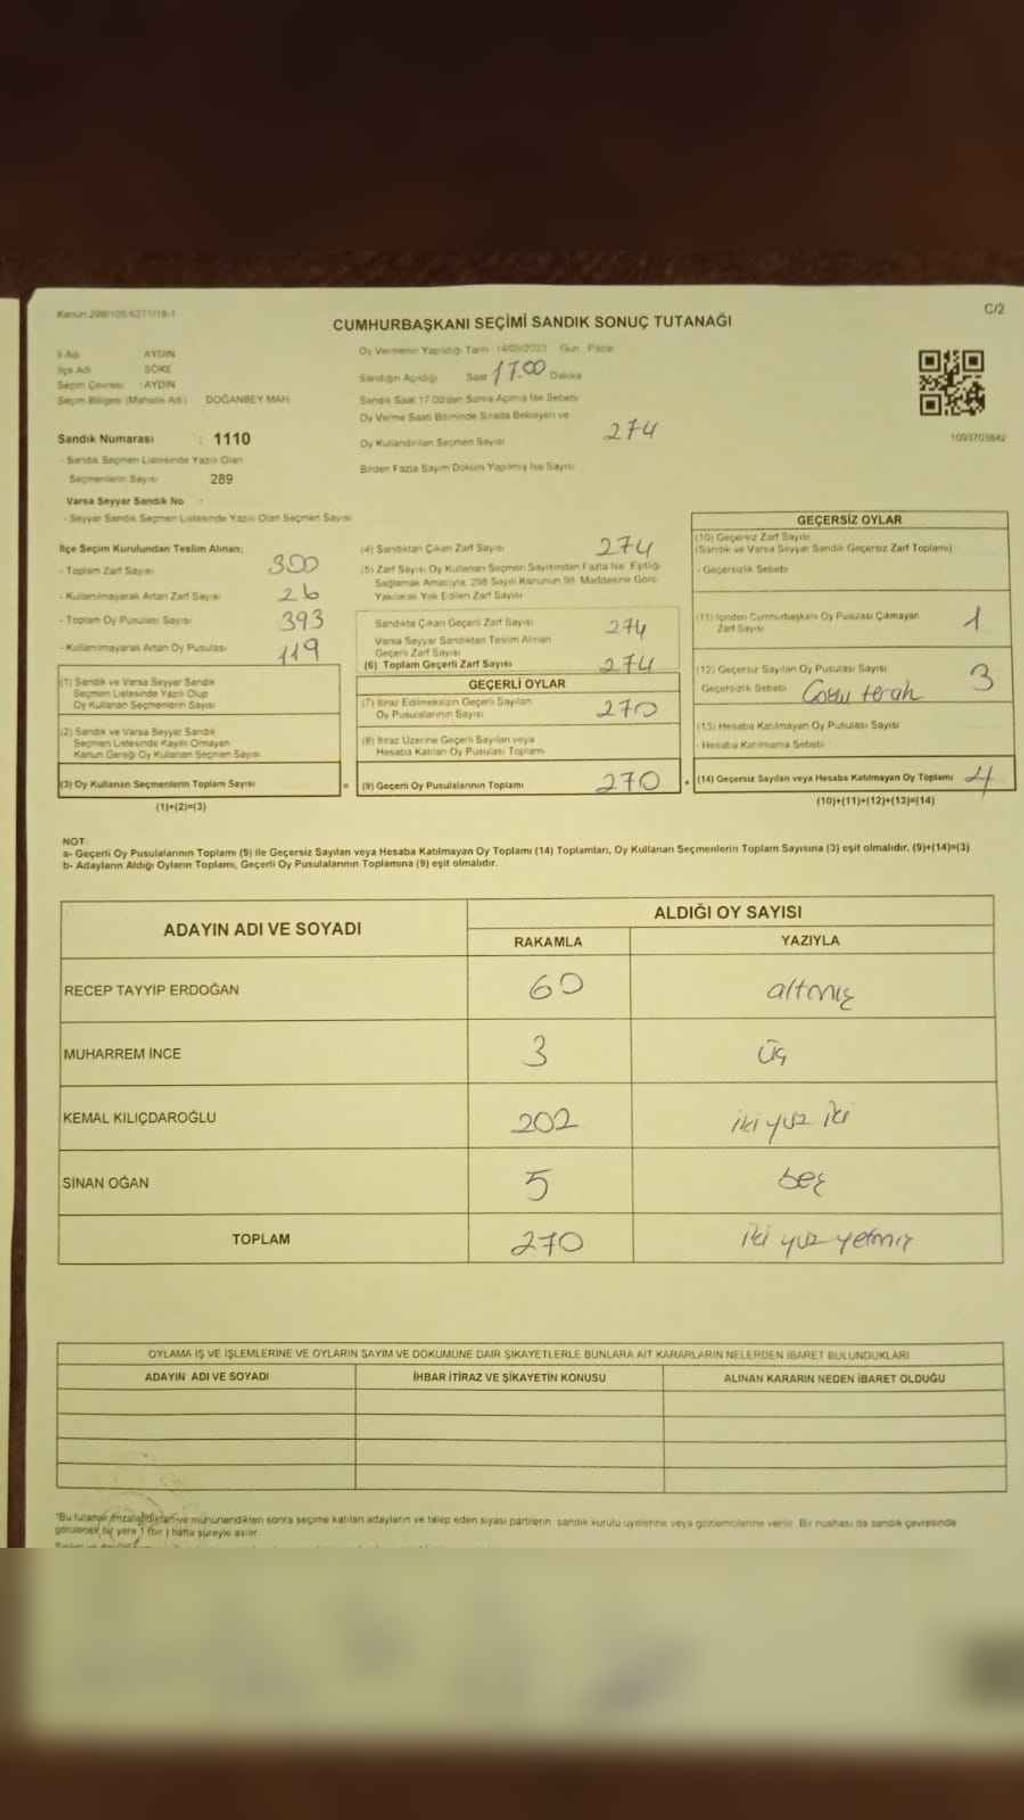 Kanun 298/105
C/2
CUMHURBAŞKANI SEÇİMİ SANDIK SONUÇ TUTANAĞI
İl Adı AYDIN
İlçe Adı SÖKE
Seçim Çevresi : AYDIN
Seçim Bölgesi (Mahalle Adı) DOĞANBEY MAH.
Sandık Numarası : 1110
- Sandık Seçmen Listesinde Yazılı Olan
Seçmenlerin Sayısı 289
Varsa Seyyar Sandık No :
- Seyyar Sandık Seçmen Listesinde Yazılı Olan Seçmen Sayısı
Oy Vermenin Yapıldığı Tarih 14/05/2023 Gün Pazar
Sandığın Açıldığı Saat 17.00 Dakika
Sandık Saat 17.00'den Sonra Açılmış İse Sebebi
Oy Verme Saati Bitiminde Sırada Bekleyen ve
Oy Kullandırılan Seçmen Sayısı 274
Birden Fazla Sayım Döküm Yapılmış İse Sayısı
İlçe Seçim Kurulundan Teslim Alınan;
- Toplam Zarf Sayısı 300
- Kullanılmayarak Artan Zarf Sayısı 26
- Toplam Oy Pusulası Sayısı 393
- Kullanılmayarak Artan Oy Pusulası 119
(1) Sandık ve Varsa Seyyar Sandık
Seçmen Listesinde Yazılı Olup
Oy Kullanan Seçmenlerin Sayısı
(2) Sandık ve Varsa Seyyar Sandık
Seçmen Listesinde Kayıtlı Olmayan
Kanun Gereği Oy Kullanan Seçmen Sayısı
(3) Oy Kullanan Seçmenlerin Toplam Sayısı =
(1)+(2)=(3)
(4) Sandıktan Çıkan Zarf Sayısı 274
(5) Zarf Sayısı Oy Kullanan Seçmen Sayısından Fazla İse, Eşitliği
Sağlamak Amacıyla, 298 Sayılı Kanunun 98. Maddesine Göre
Yakılarak Yok Edilen Zarf Sayısı
Sandıkta Çıkan Geçerli Zarf Sayısı 274
Varsa Seyyar Sandıktan Teslim Alınan
Geçerli Zarf Sayısı
(6) Toplam Geçerli Zarf Sayısı 274
GEÇERLİ OYLAR
(7) İtiraz Edilmeksizin Geçerli Sayılan
Oy Pusulalarının Sayısı 270
(8) İtiraz Üzerine Geçerli Sayılan veya
Hesaba Katılan Oy Pusulası Toplamı
(9) Geçerli Oy Pusulalarının Toplamı 270 +
GEÇERSİZ OYLAR
(10) Geçersiz Zarf Sayısı
(Sandık ve Varsa Seyyar Sandık Geçersiz Zarf Toplamı)
- Geçersizlik Sebebi
(11) İçinden Cumhurbaşkanı Oy Pusulası Çıkmayan
Zarf Sayısı 1
(12) Geçersiz Sayılan Oy Pusulası Sayısı 3
Geçersizlik Sebebi
(13) Hesaba Katılmayan Oy Pusulası Sayısı
- Hesaba Katılmama Sebebi
(14) Geçersiz Sayılan veya Hesaba Katılmayan Oy Toplamı 4
(10)+(11)+(12)+(13)=(14)
NOT:
a- Geçerli Oy Pusulalarının Toplamı (9) ile Geçersiz Sayılan veya Hesaba Katılmayan Oy Toplamı (14) Toplamları, Oy Kullanan Seçmenlerin Toplam Sayısına (3) eşit olmalıdır. (9)+(14)=(3)
b- Adayların Aldığı Oyların Toplamı, Geçerli Oy Pusulalarının Toplamına (9) eşit olmalıdır.
ADAYIN ADI VE SOYADI
ALDIĞI OY SAYISI
RAKAMLA YAZIYLA
RECEP TAYYİP ERDOĞAN 60 altmış
MUHARREM İNCE 3 üç
KEMAL KILIÇDAROĞLU 202 iki yüz iki
SİNAN OĞAN 5 beş
TOPLAM 270 iki yüz yetmiş
OYLAMA İŞ VE İŞLEMLERİNE VE OYLARIN SAYIM VE DÖKÜMÜNE DAİR ŞİKAYETLERLE BUNLARA AİT KARARLARIN NELERDEN İBARET BULUNDUKLARI
ADAYIN ADI VE SOYADI İHBAR İTİRAZ VE ŞİKAYETİN KONUSU ALINAN KARARIN NEDEN İBARET OLDUĞU
*Bu tutanak imzalandıktan ve mühürlendikten sonra seçime katılan adayların ve talep eden siyasi partilerin sandık kurulu üyelerine veya gözlemcilerine verilir. Bir nüshası da sandık çevresinde
görülecek bir yere 1 (bir) hafta süreyle asılır.